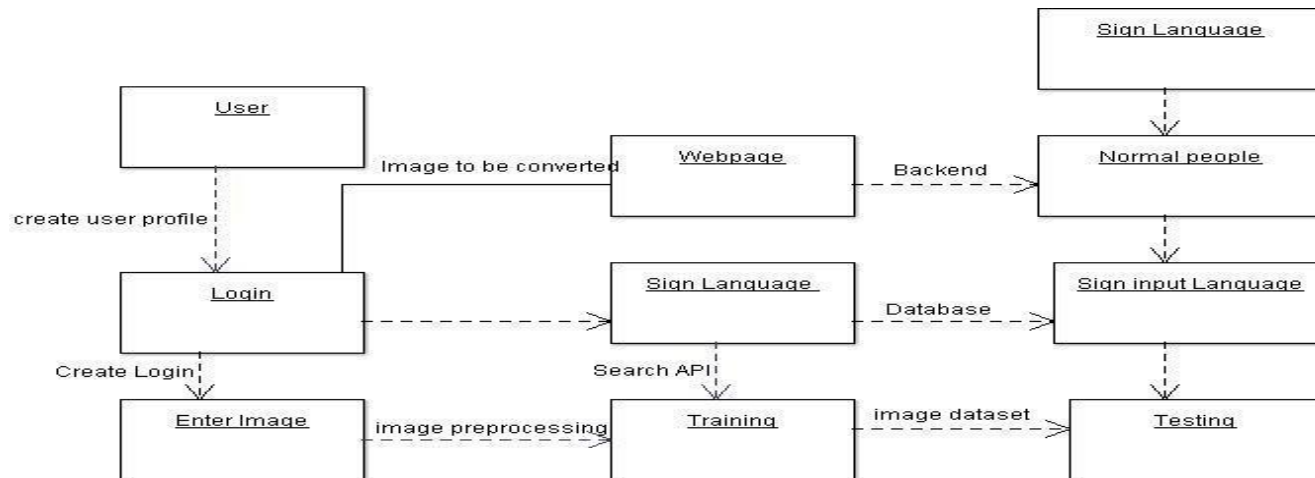 Sign Language
User
Image to be converted
Webpage
Backend
Normal people
create user profile
Login
Sign Language
Database
Sign input Language
Create Login
Search API
Enter Image
image preprocessing
Training
image dataset
Testing